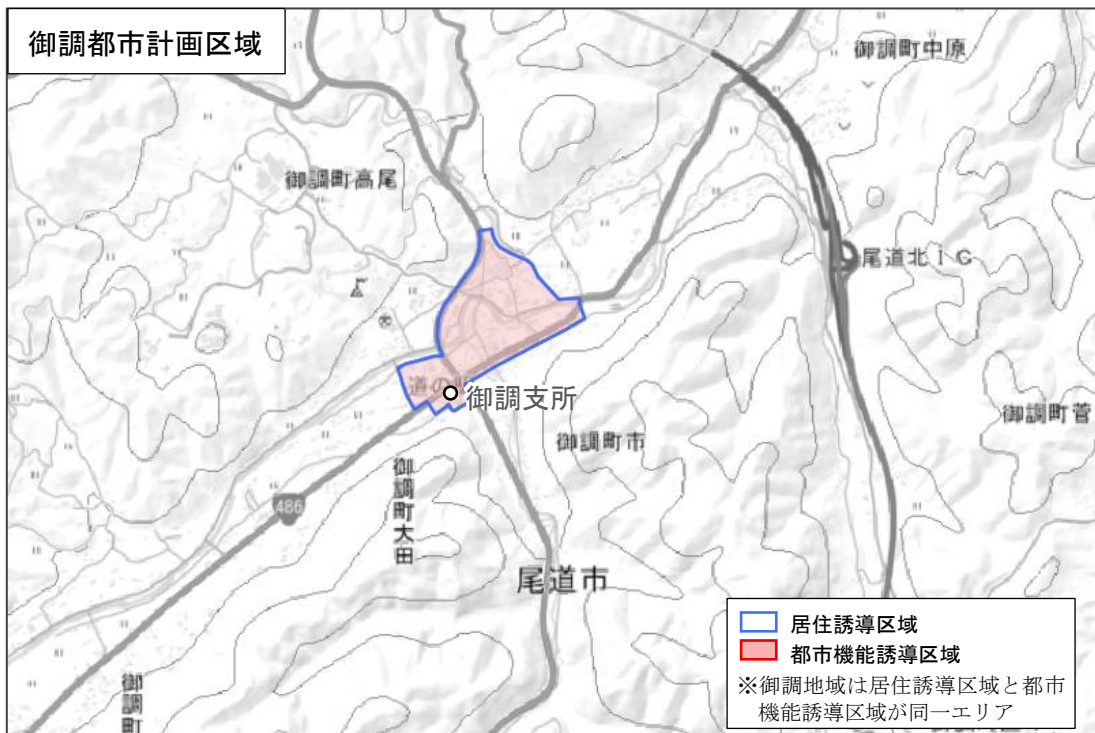 御調都市計画区域
御調町中原
御調町高尾
尾道北IC
道の
御調支所
御調町市
御調町菅
486
御調町大田
尾道市
御調町
居住誘導区域
都市機能誘導区域
※御調地域は居住誘導区域と都市
機能誘導区域が同一エリア